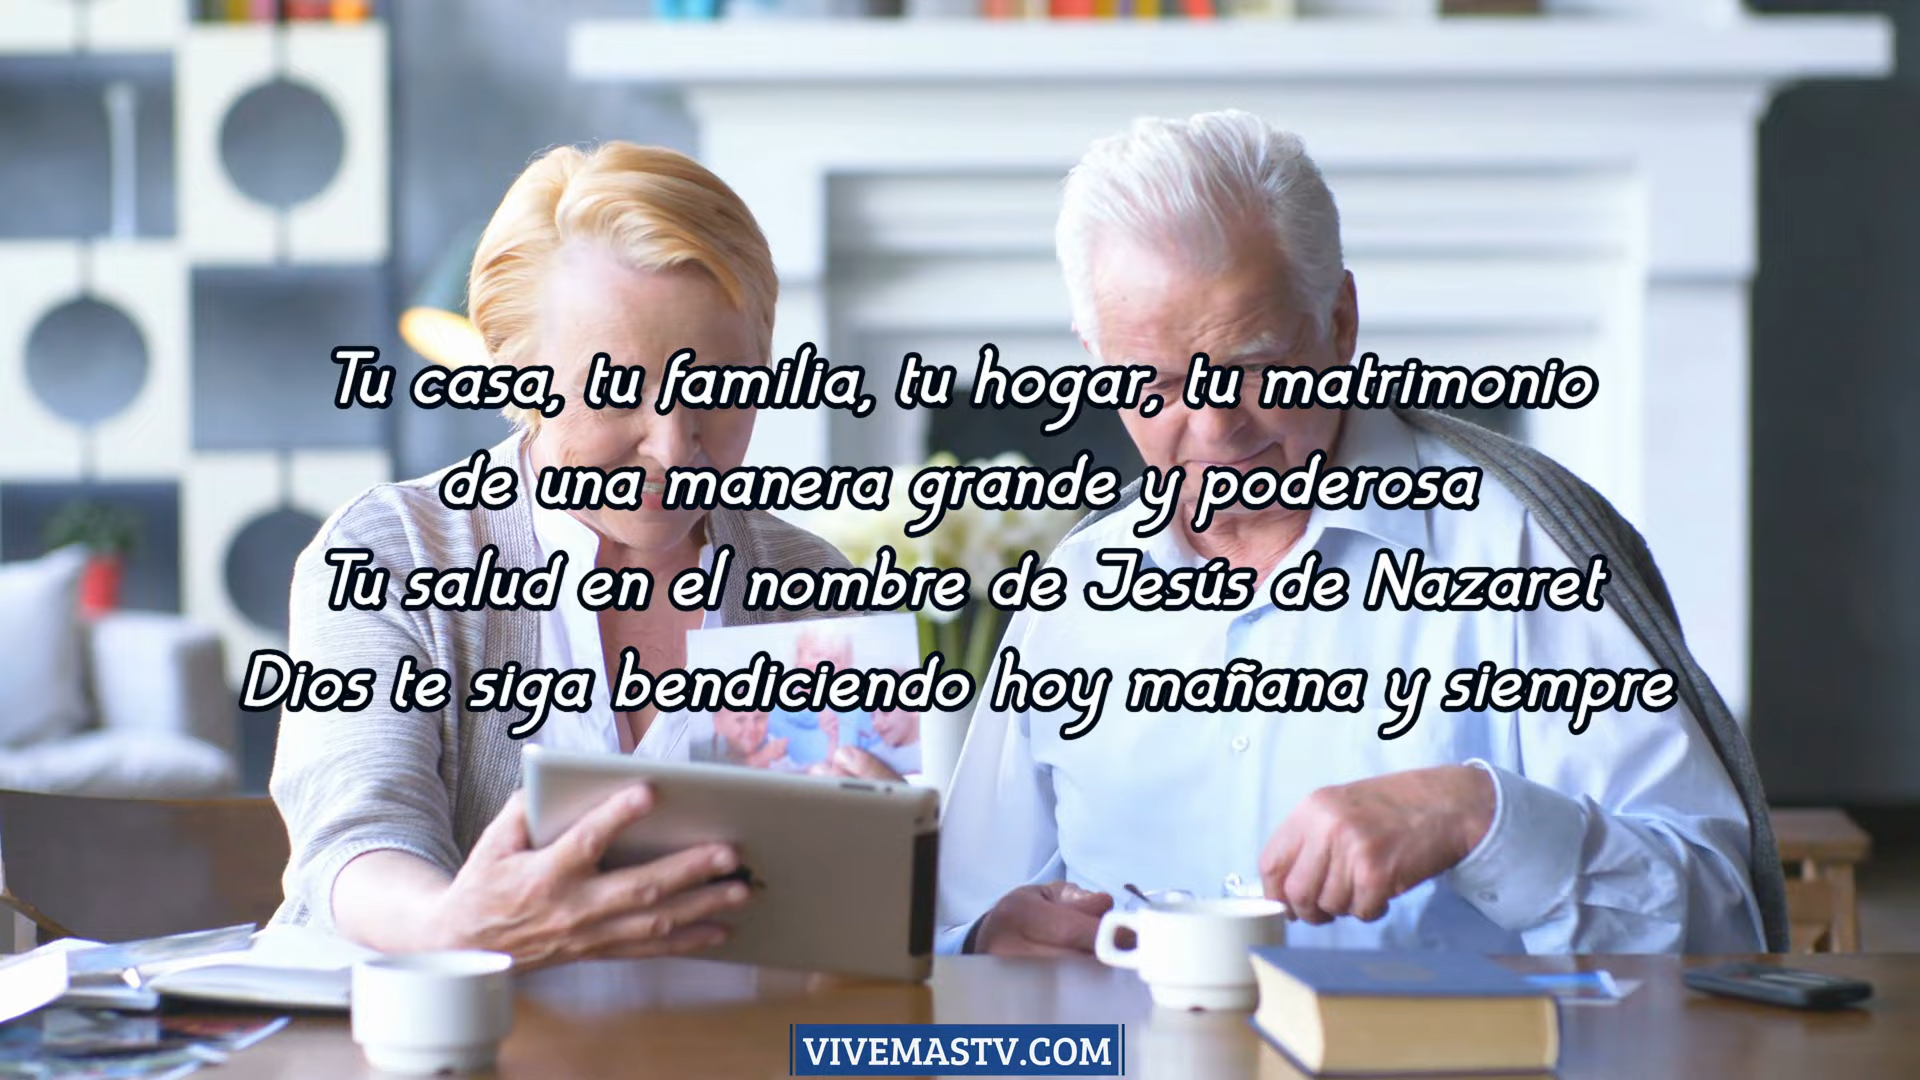 Tu casa, tu familia, tu hogar, tu matrimonio
de una manera grande y poderosa
Tu salud en el nombre de Jesús de Nazaret
Dios te siga bendiciendo hoy mañana y siempre
VIVEMASTV.COM